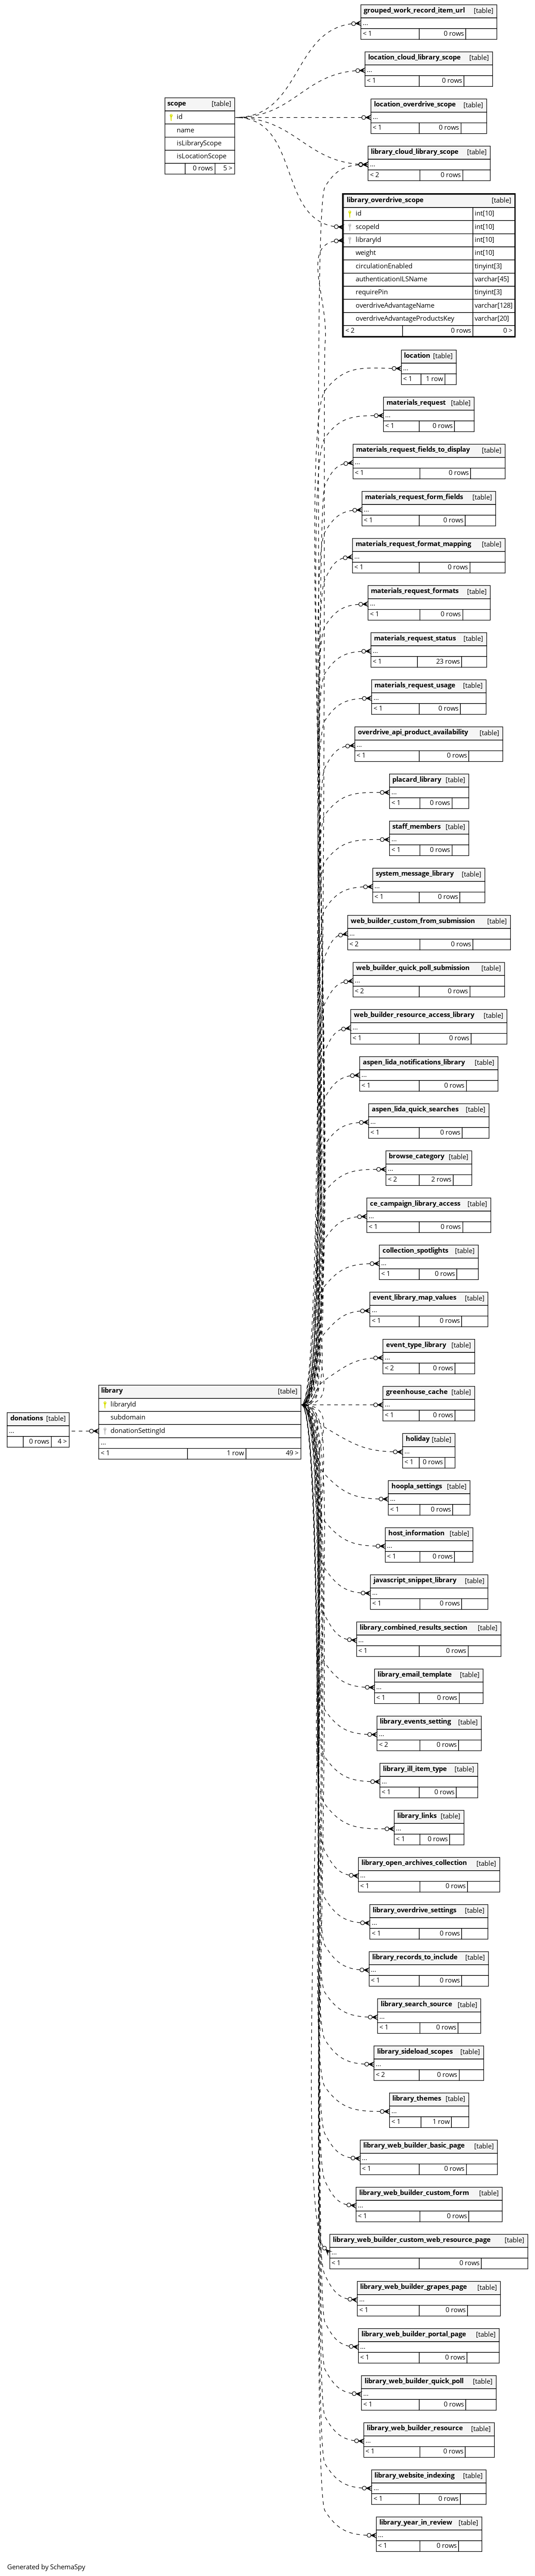 grouped_work_record_item_url [table]
...
< 1 0 rows
location_cloud_library_scope [table]
...
< 1 0 rows
scope [table]
id
name
isLibraryScope
isLocationScope
0 rows 5 >
location_overdrive_scope [table]
...
< 1 0 rows
library_cloud_library_scope [table]
...
< 2 0 rows
library_overdrive_scope [table]
id int[10]
scopeId int[10]
libraryId int[10]
weight int[10]
circulationEnabled tinyint[3]
authenticationILSName varchar[45]
requirePin tinyint[3]
overdriveAdvantageName varchar[128]
overdriveAdvantageProductsKey varchar[20]
< 2 0 rows 0 >
location [table]
...
< 1 1 row
materials_request [table]
...
< 1 0 rows
materials_request_fields_to_display [table]
...
< 1 0 rows
materials_request_form_fields [table]
...
< 1 0 rows
materials_request_format_mapping [table]
...
< 1 0 rows
materials_request_formats [table]
...
< 1 0 rows
materials_request_status [table]
...
< 1 23 rows
materials_request_usage [table]
...
< 1 0 rows
overdrive_api_product_availability [table]
...
< 1 0 rows
placard_library [table]
...
< 1 0 rows
staff_members [table]
...
< 1 0 rows
system_message_library [table]
...
< 1 0 rows
web_builder_custom_from_submission [table]
...
< 2 0 rows
web_builder_quick_poll_submission [table]
...
< 2 0 rows
web_builder_resource_access_library [table]
...
< 1 0 rows
aspen_lida_notifications_library [table]
...
< 1 0 rows
aspen_lida_quick_searches [table]
...
< 1 0 rows
browse_category [table]
...
< 2 2 rows
ce_campaign_library_access [table]
...
< 1 0 rows
collection_spotlights [table]
...
< 1 0 rows
event_library_map_values [table]
...
< 1 0 rows
event_type_library [table]
...
< 2 0 rows
library [table]
libraryId
subdomain
donationSettingId
...
< 1 1 row 49 >
donations [table]
...
0 rows 4 >
greenhouse_cache [table]
...
< 1 0 rows
holiday [table]
...
< 1 0 rows
hoopla_settings [table]
...
< 1 0 rows
host_information [table]
...
< 1 0 rows
javascript_snippet_library [table]
...
< 1 0 rows
library_combined_results_section [table]
...
< 1 0 rows
library_email_template [table]
...
< 1 0 rows
library_events_setting [table]
...
< 2 0 rows
library_ill_item_type [table]
...
< 1 0 rows
library_links [table]
...
< 1 0 rows
library_open_archives_collection [table]
...
< 1 0 rows
library_overdrive_settings [table]
...
< 1 0 rows
library_records_to_include [table]
...
< 1 0 rows
library_search_source [table]
...
< 1 0 rows
library_sideload_scopes [table]
...
< 2 0 rows
library_themes [table]
...
< 1 1 row
library_web_builder_basic_page [table]
...
< 1 0 rows
library_web_builder_custom_form [table]
...
< 1 0 rows
library_web_builder_custom_web_resource_page [table]
...
< 1 0 rows
library_web_builder_grapes_page [table]
...
< 1 0 rows
library_web_builder_portal_page [table]
...
< 1 0 rows
library_web_builder_quick_poll [table]
...
< 1 0 rows
library_web_builder_resource [table]
...
< 1 0 rows
library_website_indexing [table]
...
< 1 0 rows
library_year_in_review [table]
...
< 1 0 rows
Generated by SchemaSpy